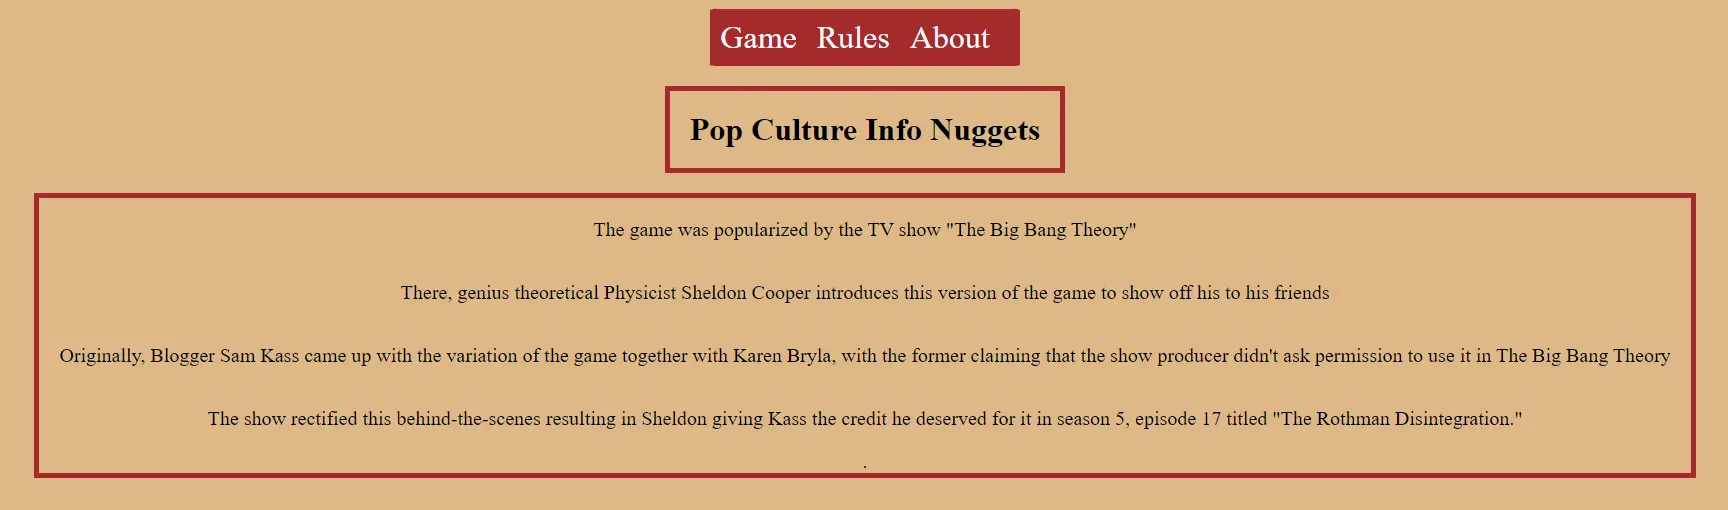 Game Rules About
Pop Culture Info Nuggets
The game was popularized by the TV show "The Big Bang Theory"
There, genius theoretical Physicist Sheldon Cooper introduces this version of the game to show off his to his friends
Originally, Blogger Sam Kass came up with the variation of the game together with Karen Bryla, with the former claiming that the show producer didn't ask permission to use it in The Big Bang Theory
The show rectified this behind-the-scenes resulting in Sheldon giving Kass the credit he deserved for it in season 5, episode 17 titled "The Rothman Disintegration."
.